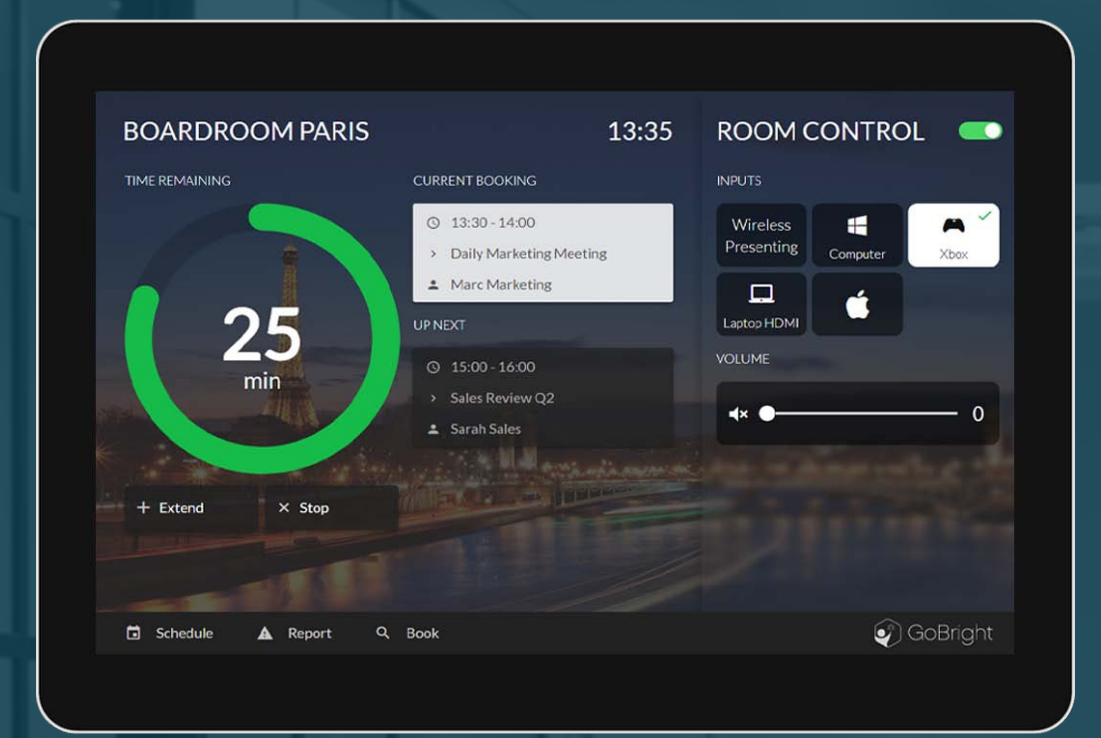 BOARDROOM PARIS
13:35
TIME REMAINING
25
min
+ Extend
× Stop
CURRENT BOOKING
13:30 - 14:00
Daily Marketing Meeting
Marc Marketing
UP NEXT
15:00 - 16:00
Sales Review Q2
Sarah Sales
ROOM CONTROL
INPUTS
Wireless
Presenting
Computer
Xbox
Laptop HDMI
VOLUME
0
Schedule
Report
Book
GoBright